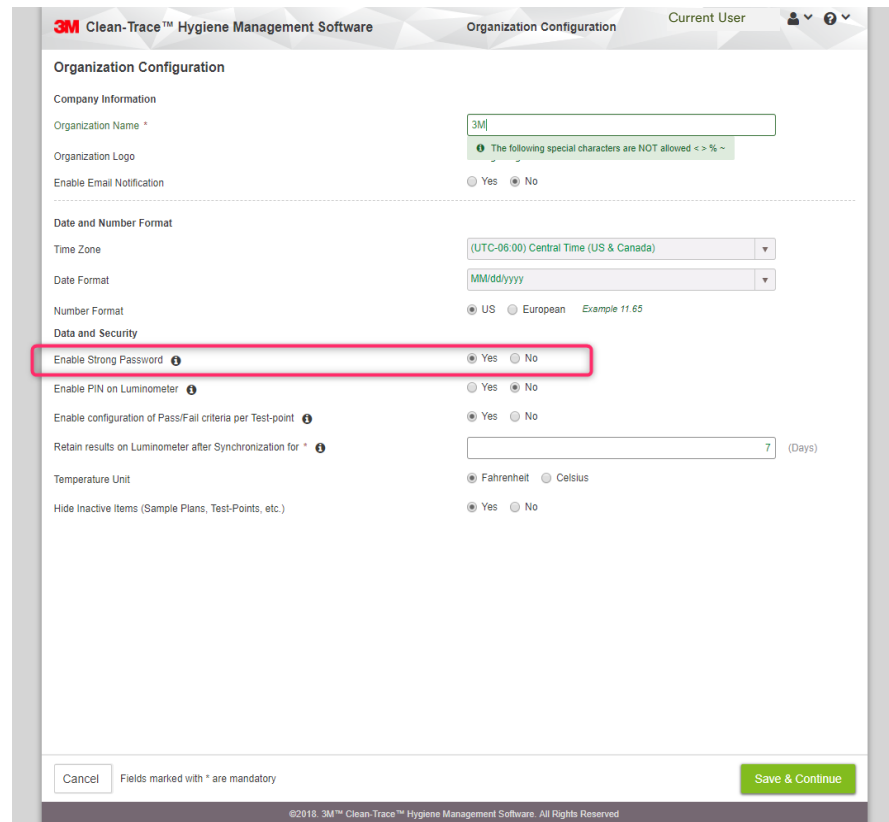 3M Clean-Trace™ Hygiene Management Software Organization Configuration Current User
Organization Configuration
Company Information
Organization Name * 3M
The following special characters are NOT allowed < > % ~
Organization Logo
Enable Email Notification Yes No
Date and Number Format
Time Zone (UTC-06:00) Central Time (US & Canada)
Date Format MM/dd/yyyy
Number Format US European Example 11.65
Data and Security
Enable Strong Password Yes No
Enable PIN on Luminometer Yes No
Enable configuration of Pass/Fail criteria per Test-point Yes No
Retain results on Luminometer after Synchronization for * 7 (Days)
Temperature Unit Fahrenheit Celsius
Hide Inactive Items (Sample Plans, Test-Points, etc.) Yes No
Cancel Fields marked with * are mandatory Save & Continue
©2018. 3M™ Clean-Trace™ Hygiene Management Software. All Rights Reserved